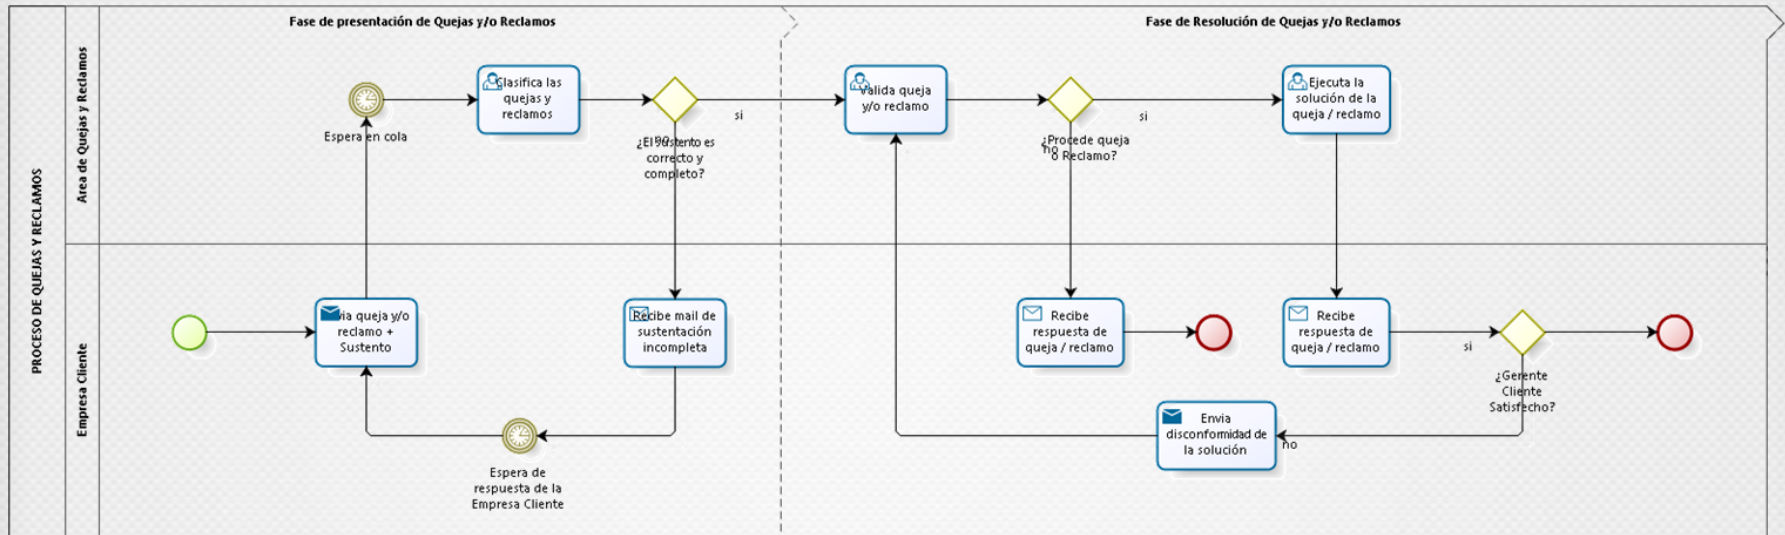 Fase de presentación de Quejas y/o Reclamos
Fase de Resolución de Quejas y/o Reclamos
PROCESO DE QUEJAS Y RECLAMOS
Area de Quejas y Reclamos
Espera en cola
Clasifica las
quejas y
reclamos
si
no
¿El Sustento es
correcto y
completo?
Valida queja
y/o reclamo
si
no
¿Procede queja
o Reclamo?
Ejecuta la
solución de la
queja / reclamo
Empresa Cliente
queja y/o
reclamo +
Sustento
Recibe mail de
sustentación
incompleta
Espera de
respuesta de la
Empresa Cliente
Recibe
respuesta de
queja / reclamo
Recibe
respuesta de
queja / reclamo
si
¿Gerente
Cliente
Satisfecho?
no
Envia
disconformidad de
la solución